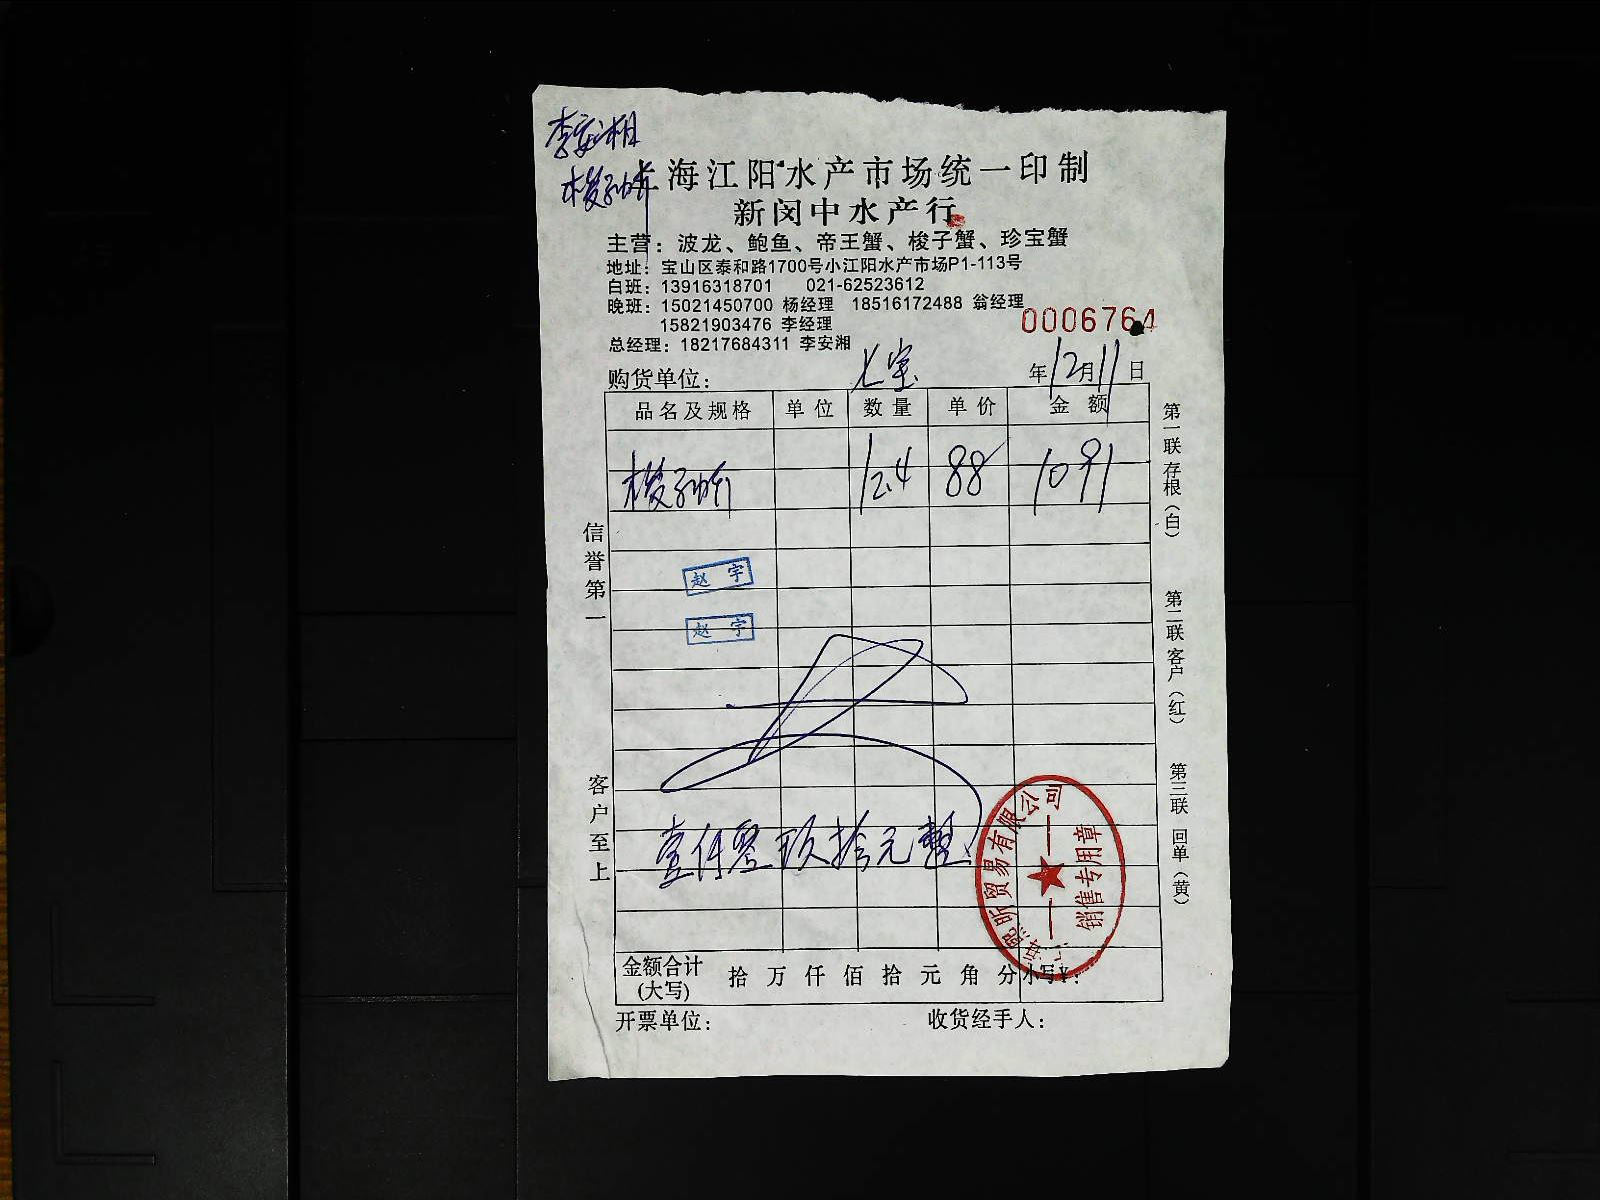 李安湘
梭子蟹
上海江阳水产市场统一印制
新闵中水产行
主营：波龙、鲍鱼、帝王蟹、梭子蟹、珍宝蟹
地址：宝山区泰和路1700号小江阳水产市场P1-113号
白班：13916318701 021-62523612
晚班：15021450700 杨经理 18516172488 翁经理
15821903476 李经理
总经理：18217684311 李安湘
0006764
购货单位： 七宝 年12月11日
品名及规格 单位 数量 单价 金额
梭子蟹 12.4 88 1091
赵宇
赵宇
壹仟零玖拾元整
金额合计(大写) 拾 万 仟 佰 拾 元 角 分 小写¥：
开票单位： 收货经手人：
信誉第一
客户至上
第一联 存根（白）
第二联 客户（红）
第三联 回单（黄）
贸易有限公司
销售专用章